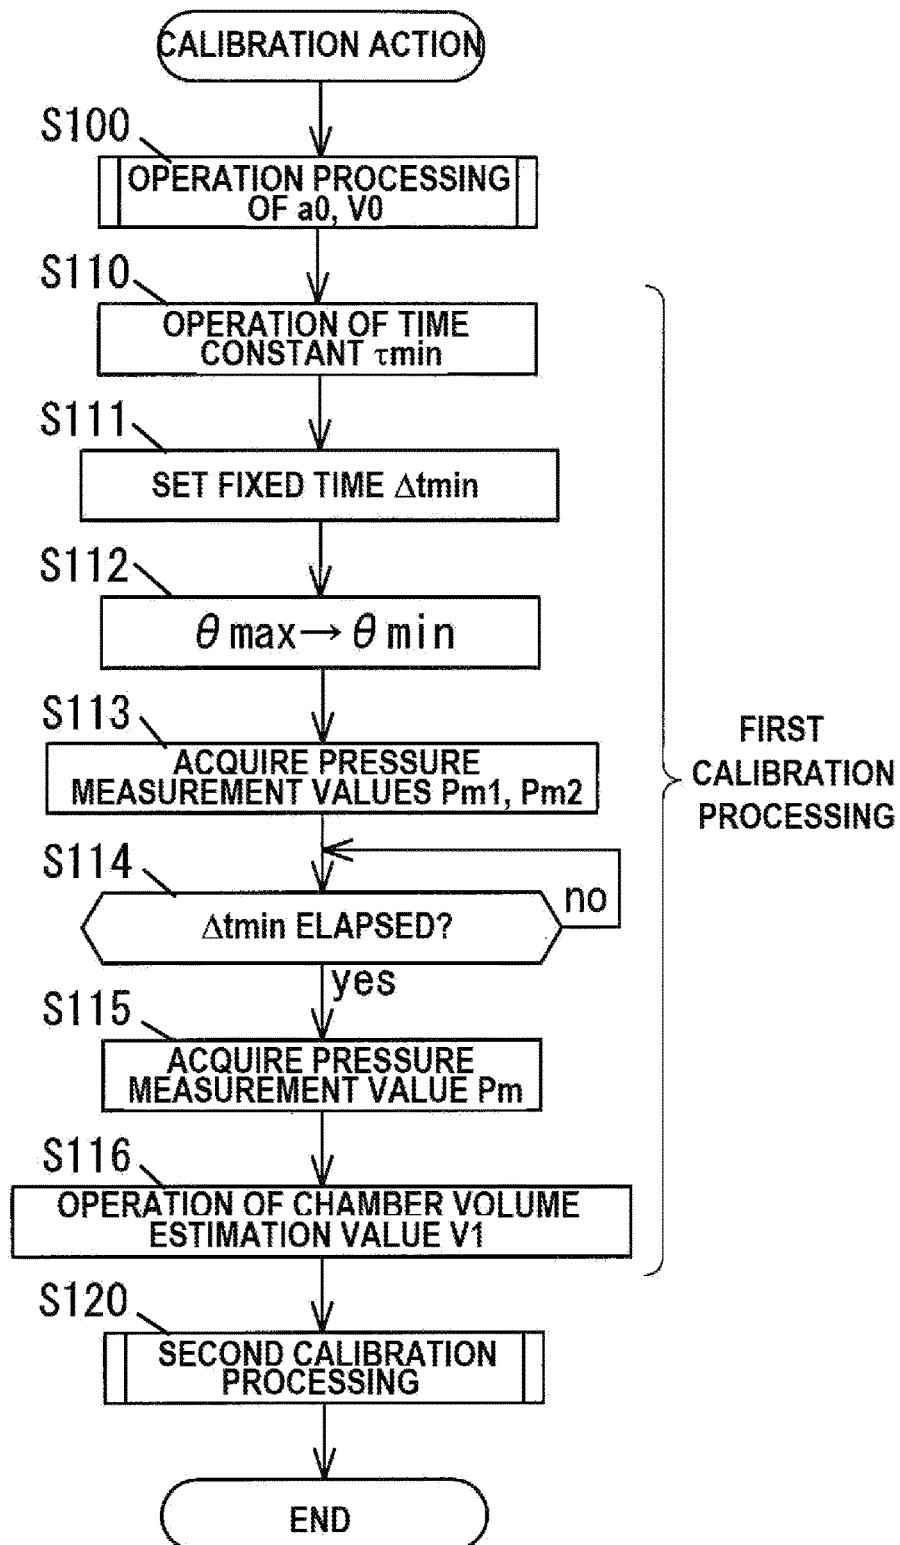 CALIBRATION ACTION
S100
OPERATION PROCESSING
OF a0, V0
S110
OPERATION OF TIME
CONSTANT τmin
S111
SET FIXED TIME Δtmin
S112
θmax→θmin
S113
ACQUIRE PRESSURE
MEASUREMENT VALUES Pm1, Pm2
FIRST
CALIBRATION
PROCESSING
S114
no
Δtmin ELAPSED?
yes
S115
ACQUIRE PRESSURE
MEASUREMENT VALUE Pm
S116
OPERATION OF CHAMBER VOLUME
ESTIMATION VALUE V1
S120
SECOND CALIBRATION
PROCESSING
END